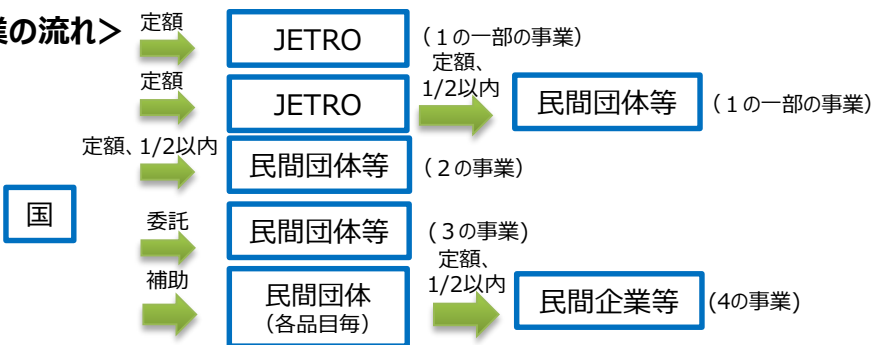 業の流れ＞
定額
JETRO
（１の一部の事業）
定額
JETRO
定額、
1/2以内
民間団体等
（１の一部の事業）
定額、1/2以内
民間団体等
（２の事業）
国
委託
民間団体等
(３の事業)
補助
民間団体
（各品目毎）
定額、
1/2以内
民間企業等
(4の事業)